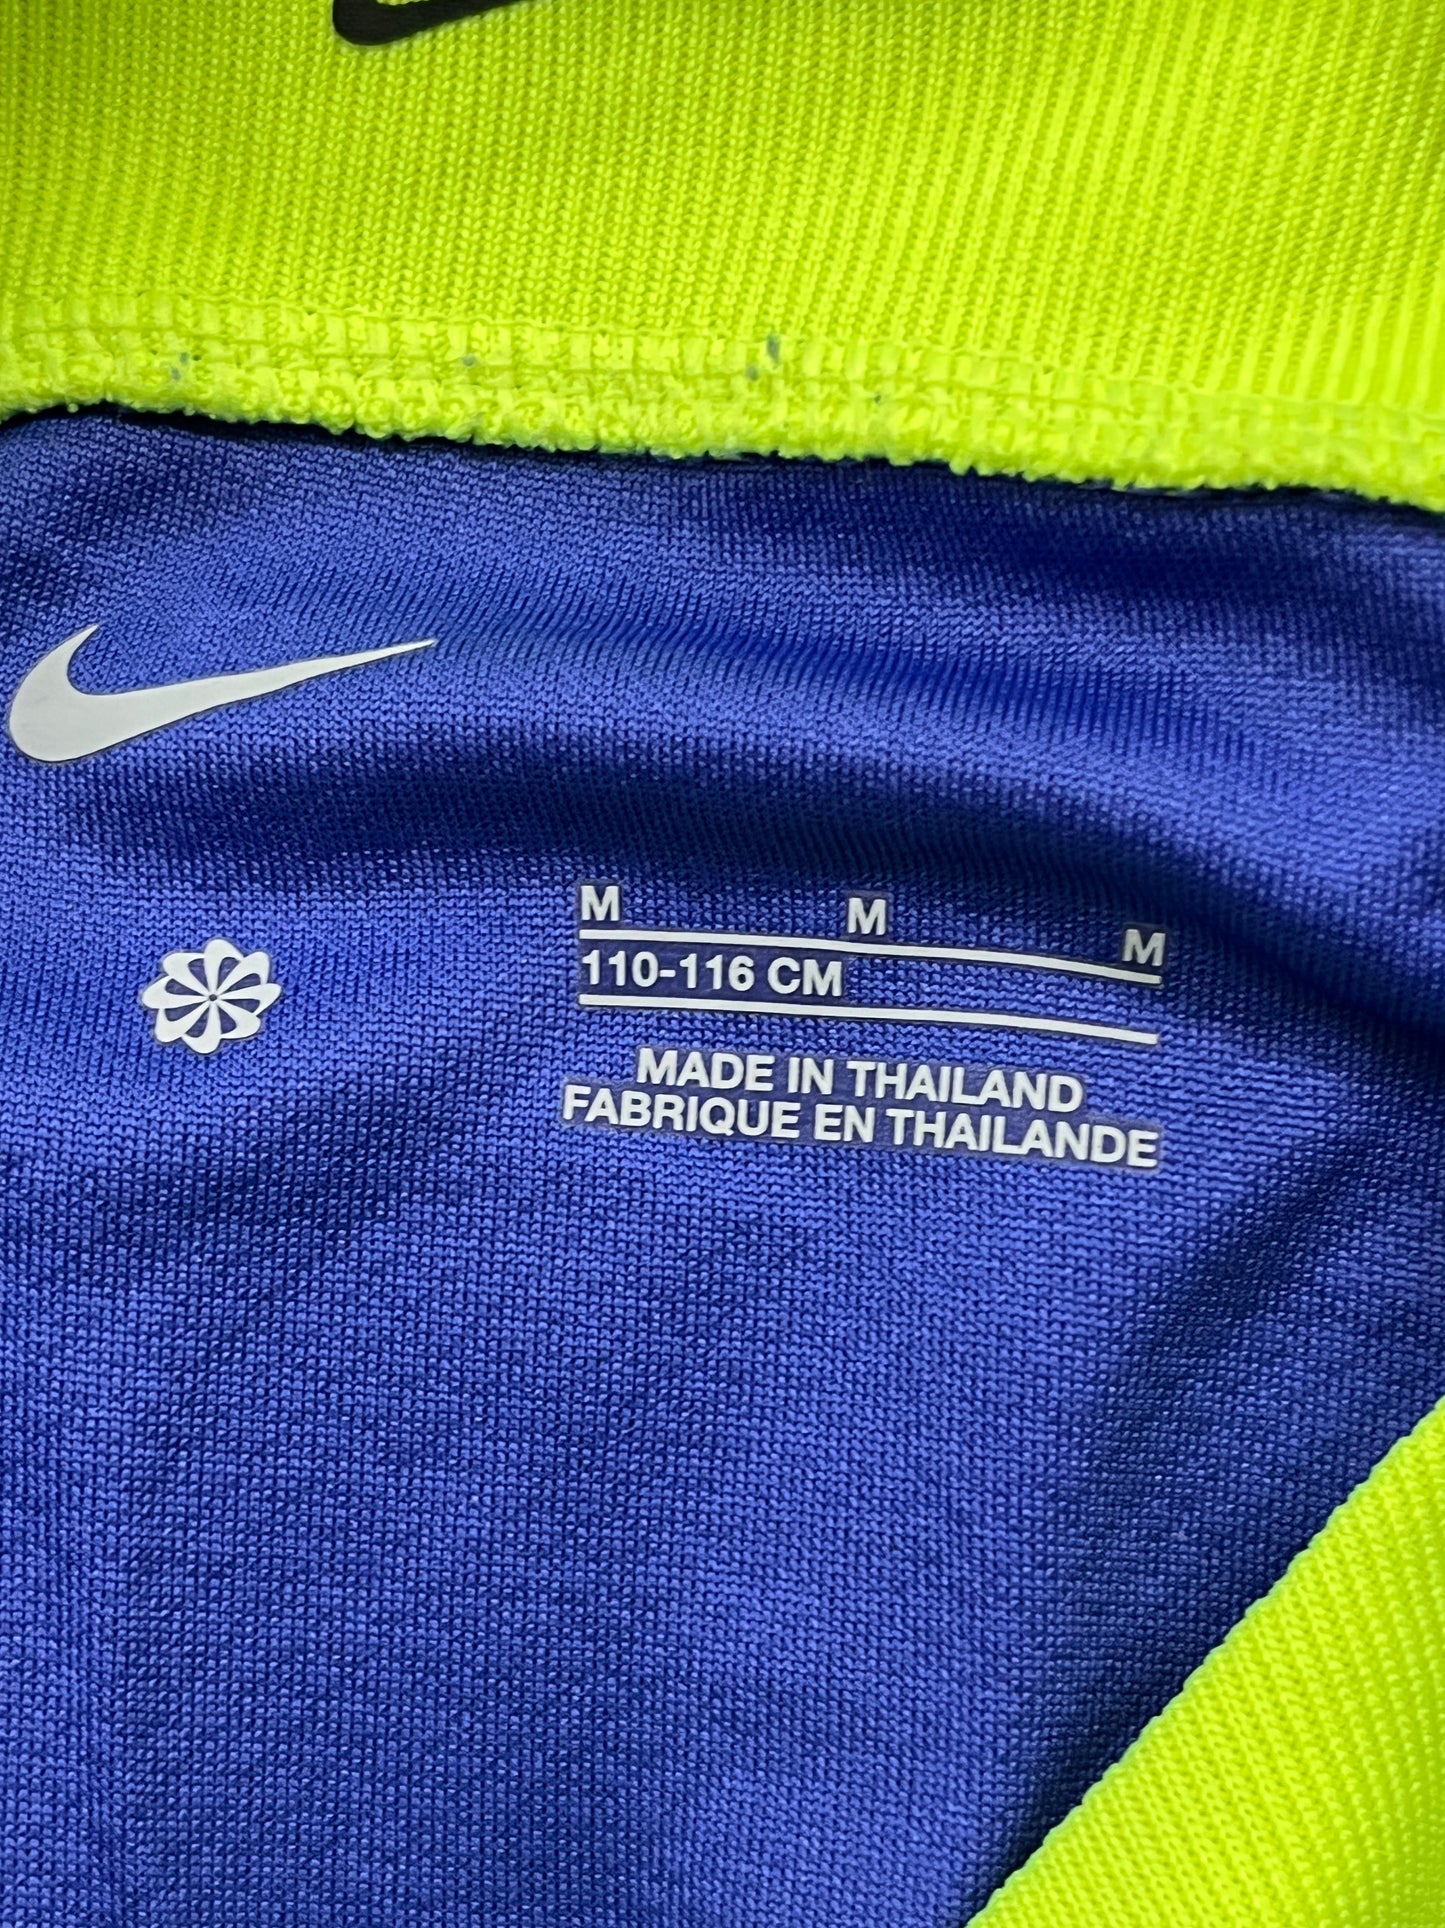 M M M
110-116 CM
MADE IN THAILAND
FABRIQUE EN THAILANDE